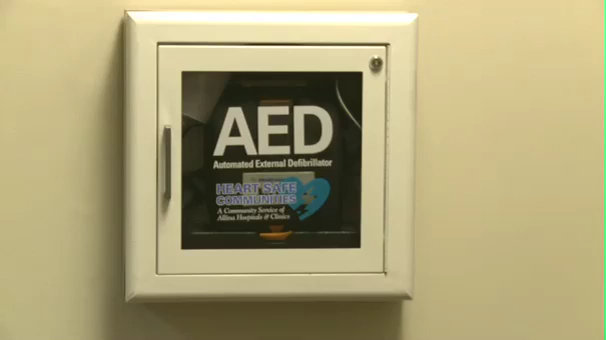 AED
Automated External Defibrillator
HEART SAFE
COMMUNITIES
A Community Service of
Allina Hospitals & Clinics